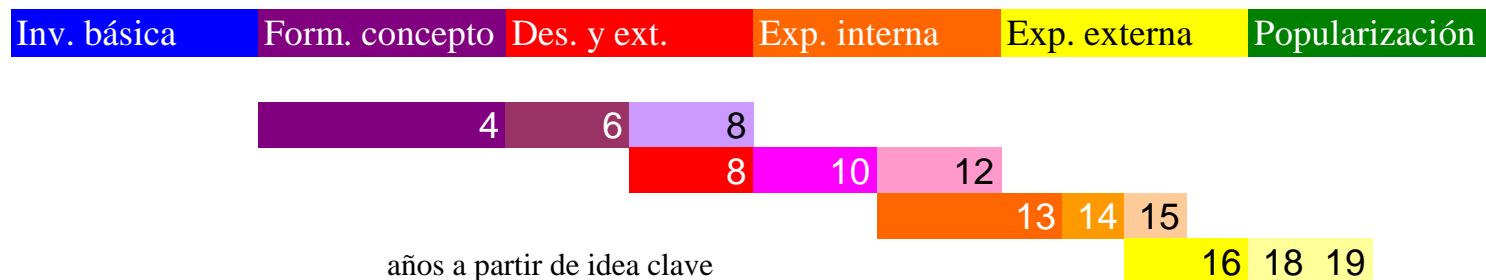 Inv. básica Form. concepto Des. y ext. Exp. interna Exp. externa Popularización
4 6 8
8 10 12
13 14 15
años a partir de idea clave 16 18 19